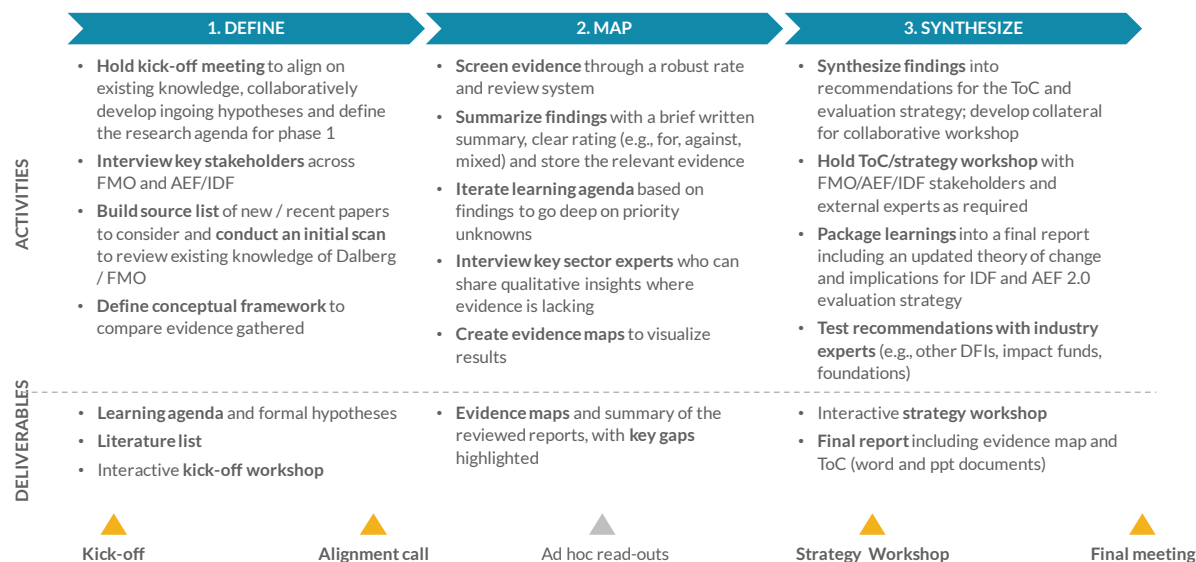 1. DEFINE
2. MAP
3. SYNTHESIZE
ACTIVITIES
• Hold kick-off meeting to align on
existing knowledge, collaboratively
develop ingoing hypotheses and define
the research agenda for phase 1
• Interview key stakeholders across
FMO and AEF/IDF
• Build source list of new / recent papers
to consider and conduct an initial scan
to review existing knowledge of Dalberg
/ FMO
• Define conceptual framework to
compare evidence gathered
• Screen evidence through a robust rate
and review system
• Summarize findings with a brief written
summary, clear rating (e.g., for, against,
mixed) and store the relevant evidence
• Iterate learning agenda based on
findings to go deep on priority
unknowns
• Interview key sector experts who can
share qualitative insights where
evidence is lacking
• Create evidence maps to visualize
results
• Synthesize findings into
recommendations for the ToC and
evaluation strategy; develop collateral
for collaborative workshop
• Hold ToC/strategy workshop with
FMO/AEF/IDF stakeholders and
external experts as required
• Package learnings into a final report
including an updated theory of change
and implications for IDF and AEF 2.0
evaluation strategy
• Test recommendations with industry
experts (e.g., other DFIs, impact funds,
foundations)
DELIVERABLES
• Learning agenda and formal hypotheses
• Literature list
• Interactive kick-off workshop
• Evidence maps and summary of the
reviewed reports, with key gaps
highlighted
• Interactive strategy workshop
• Final report including evidence map and
ToC (word and ppt documents)
Kick-off
Alignment call
Ad hoc read-outs
Strategy Workshop
Final meeting